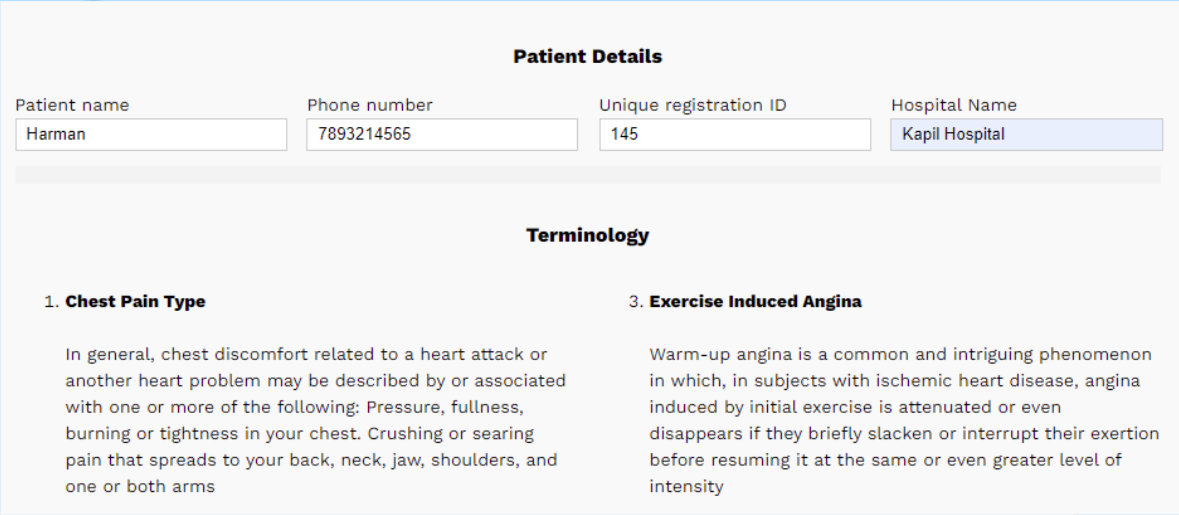 Patient Details
Patient name
Phone number
Unique registration ID
Hospital Name
Harman
7893214565
145
Kapil Hospital
Terminology
1. Chest Pain Type
In general, chest discomfort related to a heart attack or
another heart problem may be described by or associated
with one or more of the following: Pressure, fullness,
burning or tightness in your chest. Crushing or searing
pain that spreads to your back, neck, jaw, shoulders, and
one or both arms
3. Exercise Induced Angina
Warm-up angina is a common and intriguing phenomenon
in which, in subjects with ischemic heart disease, angina
induced by initial exercise is attenuated or even
disappears if they briefly slacken or interrupt their exertion
before resuming it at the same or even greater level of
intensity